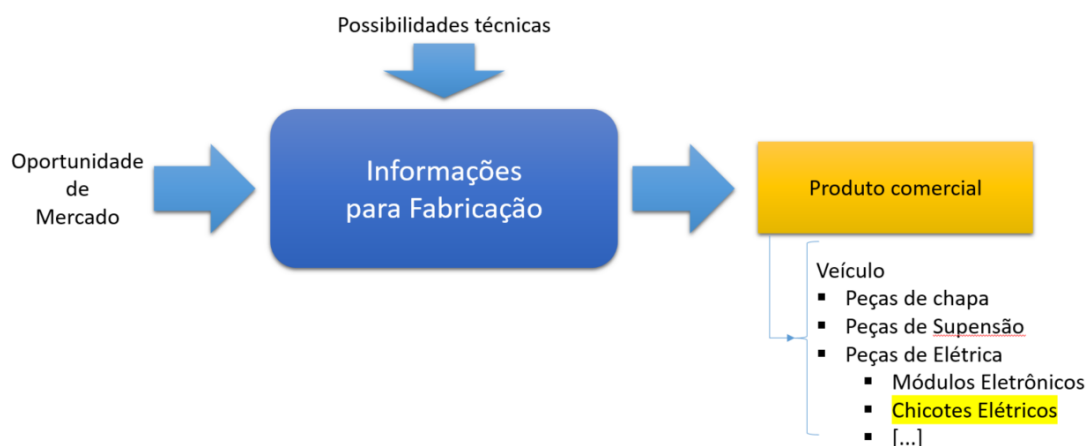 Possibilidades técnicas
Oportunidade
de
Mercado
Informações
para Fabricação
Produto comercial
Veículo
▪ Peças de chapa
▪ Peças de Supensão
▪ Peças de Elétrica
▪ Módulos Eletrônicos
▪ Chicotes Elétricos
▪ [...]